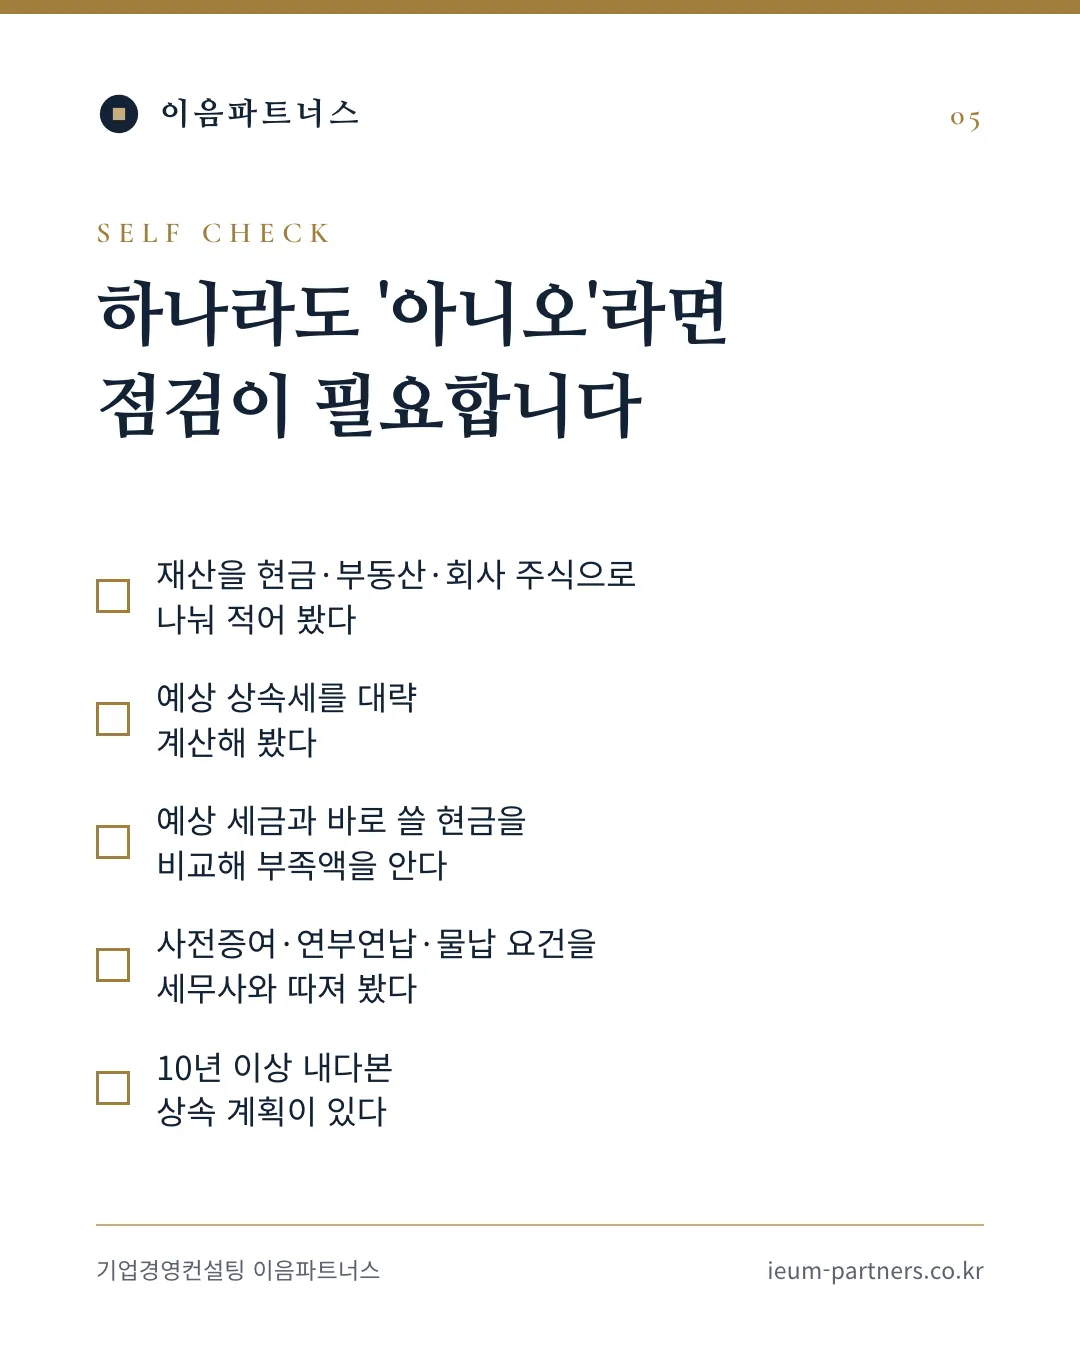 이음파트너스
05
SELF CHECK
하나라도 '아니오'라면
점검이 필요합니다
재산을 현금·부동산·회사 주식으로
나눠 적어 봤다
예상 상속세를 대략
계산해 봤다
예상 세금과 바로 쓸 현금을
비교해 부족액을 안다
사전증여·연부연납·물납 요건을
세무사와 따져 봤다
10년 이상 내다본
상속 계획이 있다
기업경영컨설팅 이음파트너스
ieum-partners.co.kr